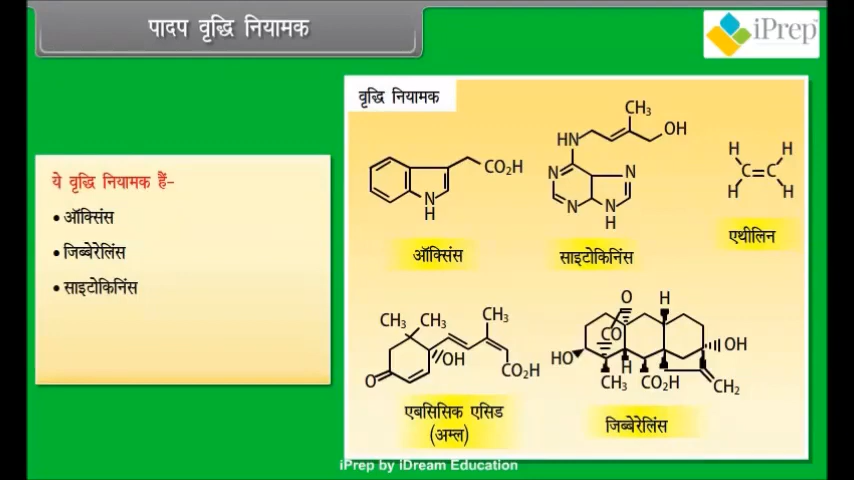 पादप वृद्धि नियामक
iPrep
ये वृद्धि नियामक हैं-
• ऑक्सिंस
• जिब्बेरेलिंस
• साइटोकिनिंस
वृद्धि नियामक
CO₂H
N
H
ऑक्सिंस
CH₃
OH
HN
N
N
N
N
H
साइटोकिनिंस
H
H
C=C
H
H
एथीलिन
CH₃
CH₃
CH₃
OH
O
CO₂H
एबसिसिक एसिड
(अम्ल)
O
H
CO
OH
HO
H
CH₃
CO₂H
CH₂
जिब्बेरेलिंस
iPrep by iDream Education